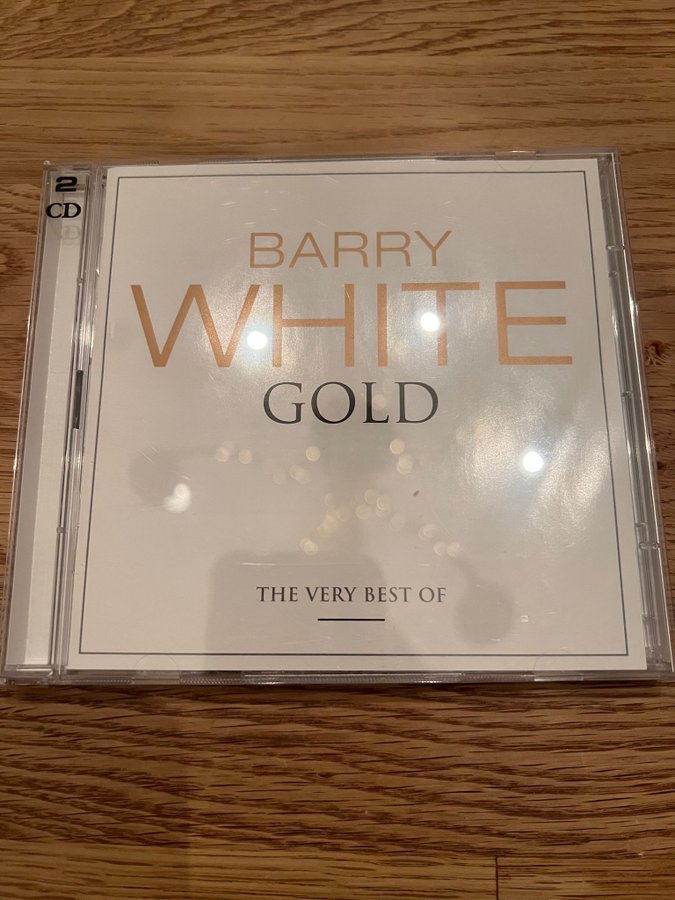 2
CD
BARRY
WHITE
GOLD
THE VERY BEST OF